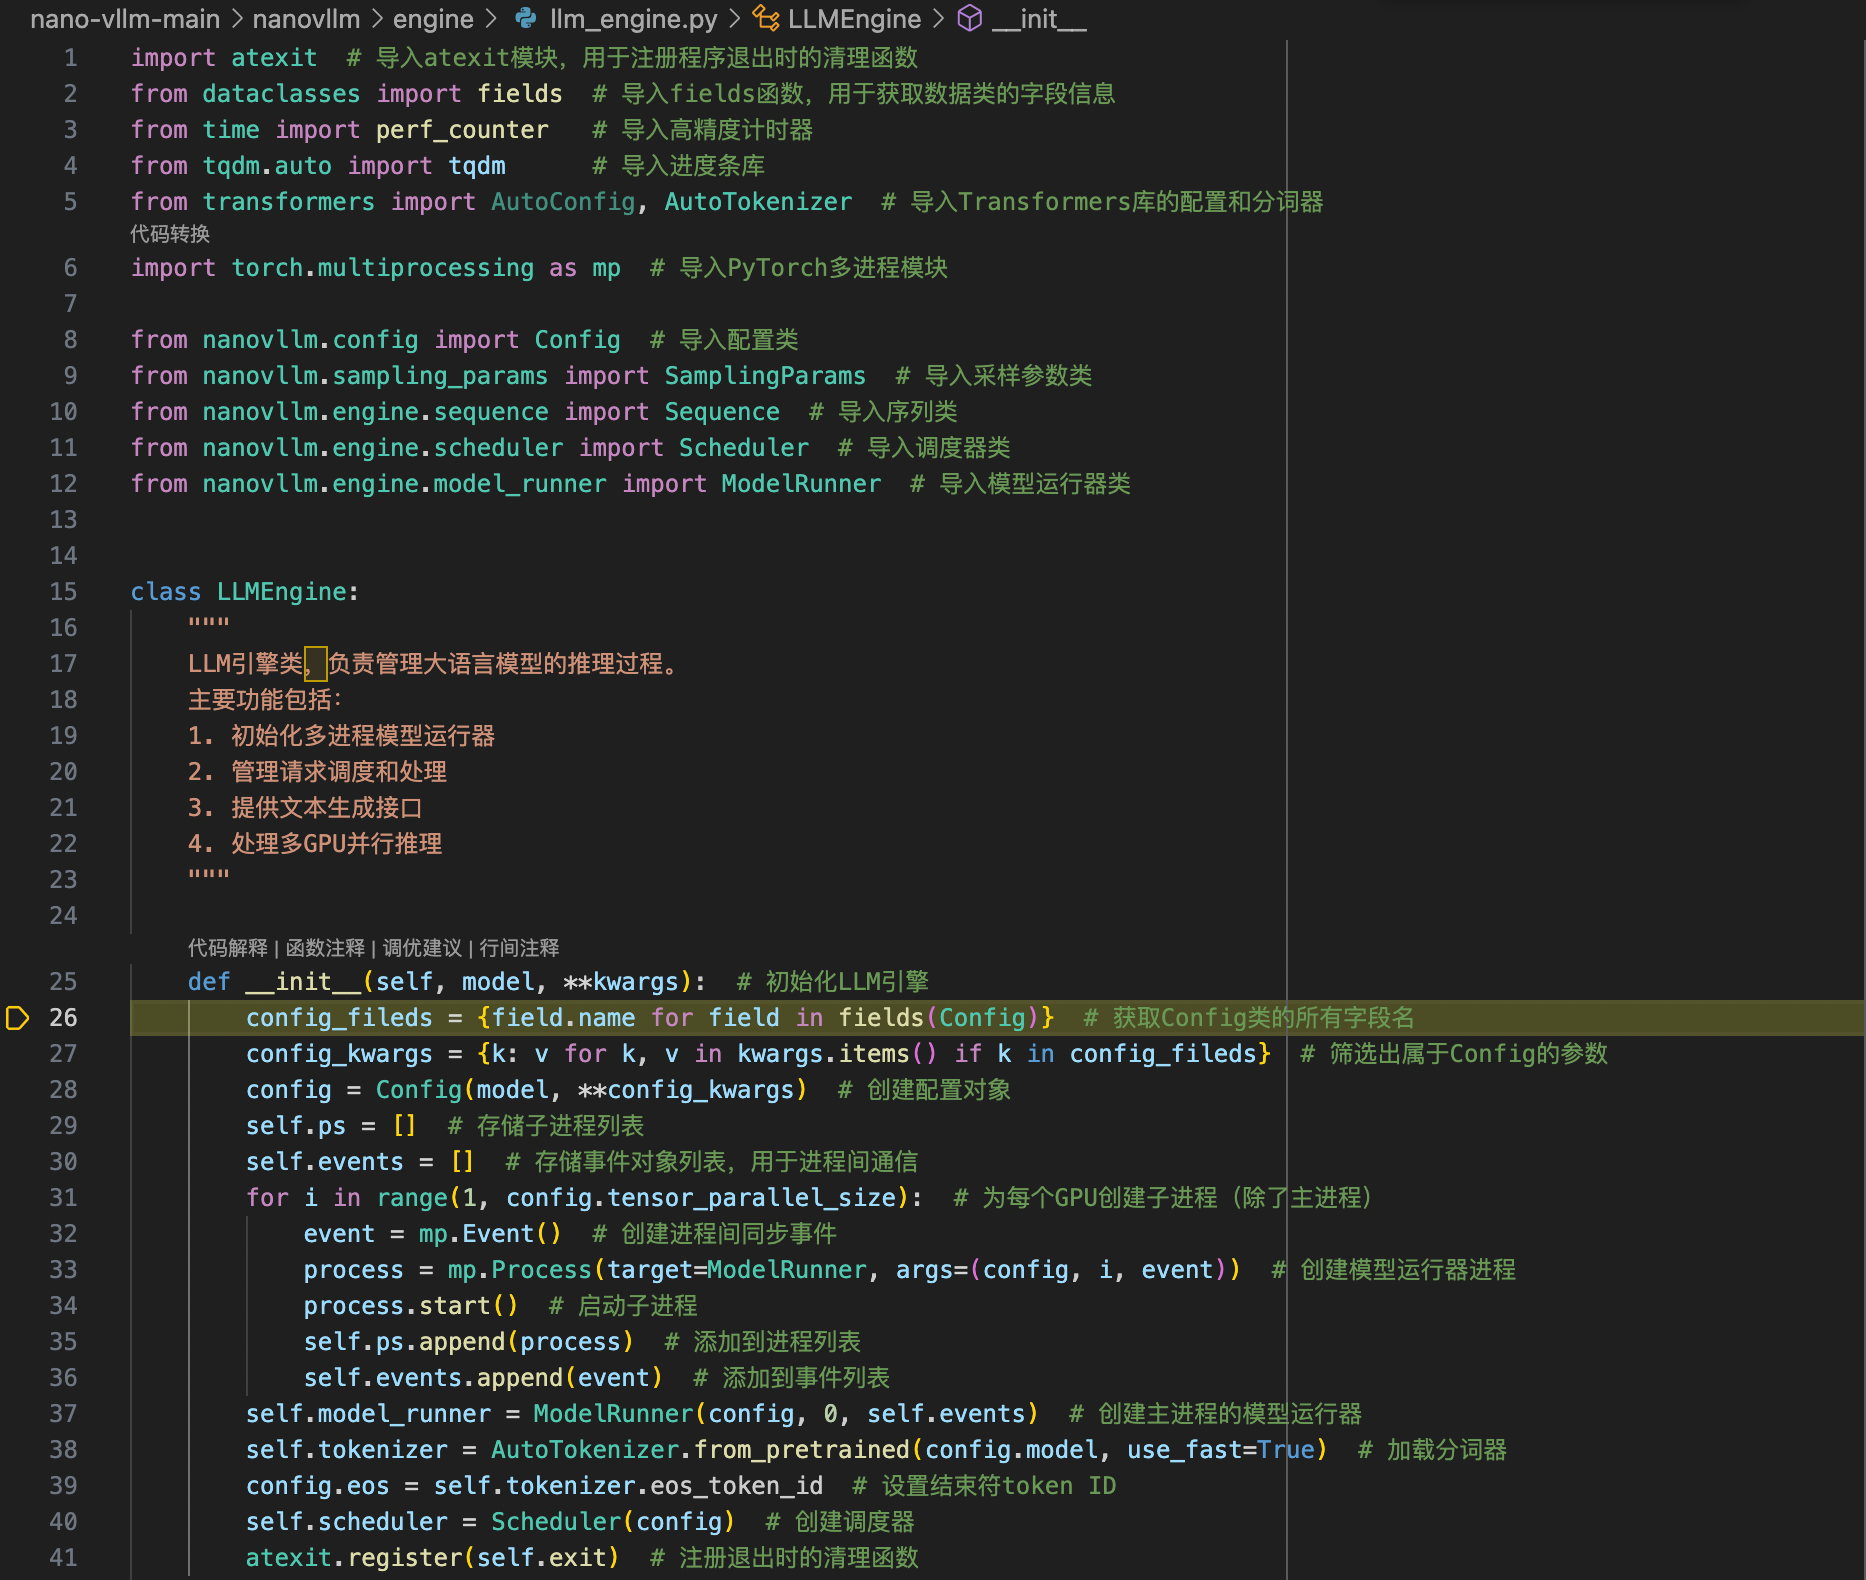 nano-vllm-main > nanovllm > engine > llm_engine.py > LLMEngine > __init__
1 import atexit  # 导入atexit模块，用于注册程序退出时的清理函数
2 from dataclasses import fields  # 导入fields函数，用于获取数据类的字段信息
3 from time import perf_counter   # 导入高精度计时器
4 from tqdm.auto import tqdm      # 导入进度条库
5 from transformers import AutoConfig, AutoTokenizer  # 导入Transformers库的配置和分词器
代码转换
6 import torch.multiprocessing as mp  # 导入PyTorch多进程模块
7
8 from nanovllm.config import Config  # 导入配置类
9 from nanovllm.sampling_params import SamplingParams  # 导入采样参数类
10 from nanovllm.engine.sequence import Sequence  # 导入序列类
11 from nanovllm.engine.scheduler import Scheduler  # 导入调度器类
12 from nanovllm.engine.model_runner import ModelRunner  # 导入模型运行器类
13
14
15 class LLMEngine:
16     """
17     LLM引擎类，负责管理大语言模型的推理过程。
18     主要功能包括：
19     1. 初始化多进程模型运行器
20     2. 管理请求调度和处理
21     3. 提供文本生成接口
22     4. 处理多GPU并行推理
23     """
24
代码解释 | 函数注释 | 调优建议 | 行间注释
25     def __init__(self, model, **kwargs):  # 初始化LLM引擎
26         config_fileds = {field.name for field in fields(Config)}  # 获取Config类的所有字段名
27         config_kwargs = {k: v for k, v in kwargs.items() if k in config_fileds}  # 筛选出属于Config的参数
28         config = Config(model, **config_kwargs)  # 创建配置对象
29         self.ps = []  # 存储子进程列表
30         self.events = []  # 存储事件对象列表，用于进程间通信
31         for i in range(1, config.tensor_parallel_size):  # 为每个GPU创建子进程（除了主进程）
32             event = mp.Event()  # 创建进程间同步事件
33             process = mp.Process(target=ModelRunner, args=(config, i, event))  # 创建模型运行器进程
34             process.start()  # 启动子进程
35             self.ps.append(process)  # 添加到进程列表
36             self.events.append(event)  # 添加到事件列表
37         self.model_runner = ModelRunner(config, 0, self.events)  # 创建主进程的模型运行器
38         self.tokenizer = AutoTokenizer.from_pretrained(config.model, use_fast=True)  # 加载分词器
39         config.eos = self.tokenizer.eos_token_id  # 设置结束符token ID
40         self.scheduler = Scheduler(config)  # 创建调度器
41         atexit.register(self.exit)  # 注册退出时的清理函数